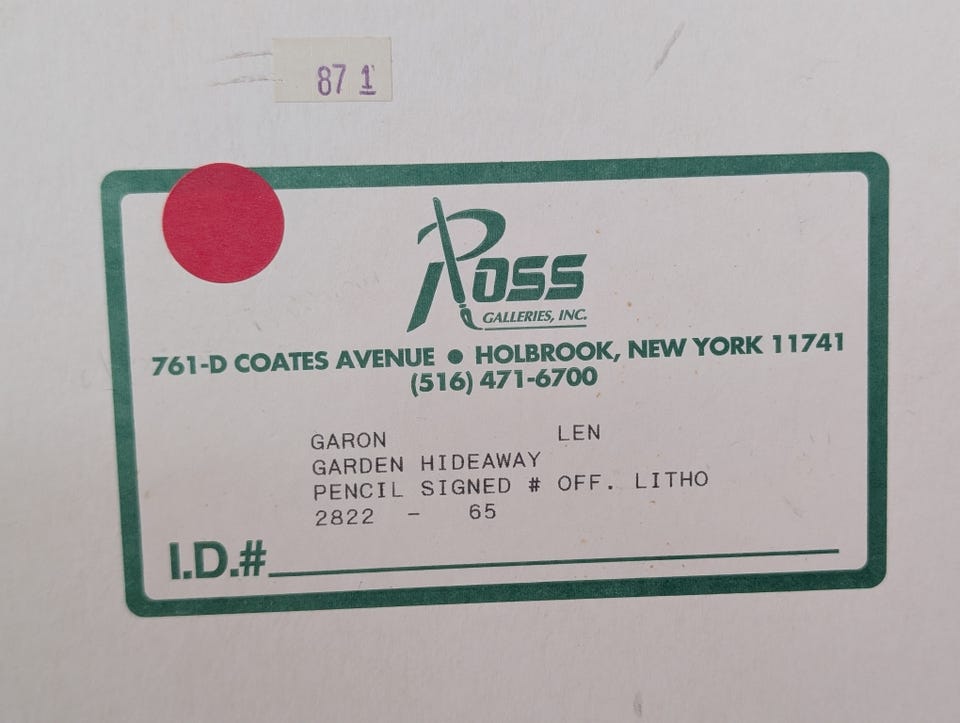 87 1
ROSS
GALLERIES, INC.
761-D COATES AVENUE ● HOLBROOK, NEW YORK 11741
(516) 471-6700
GARON LEN
GARDEN HIDEAWAY
PENCIL SIGNED # OFF. LITHO
2822 - 65
I.D.#